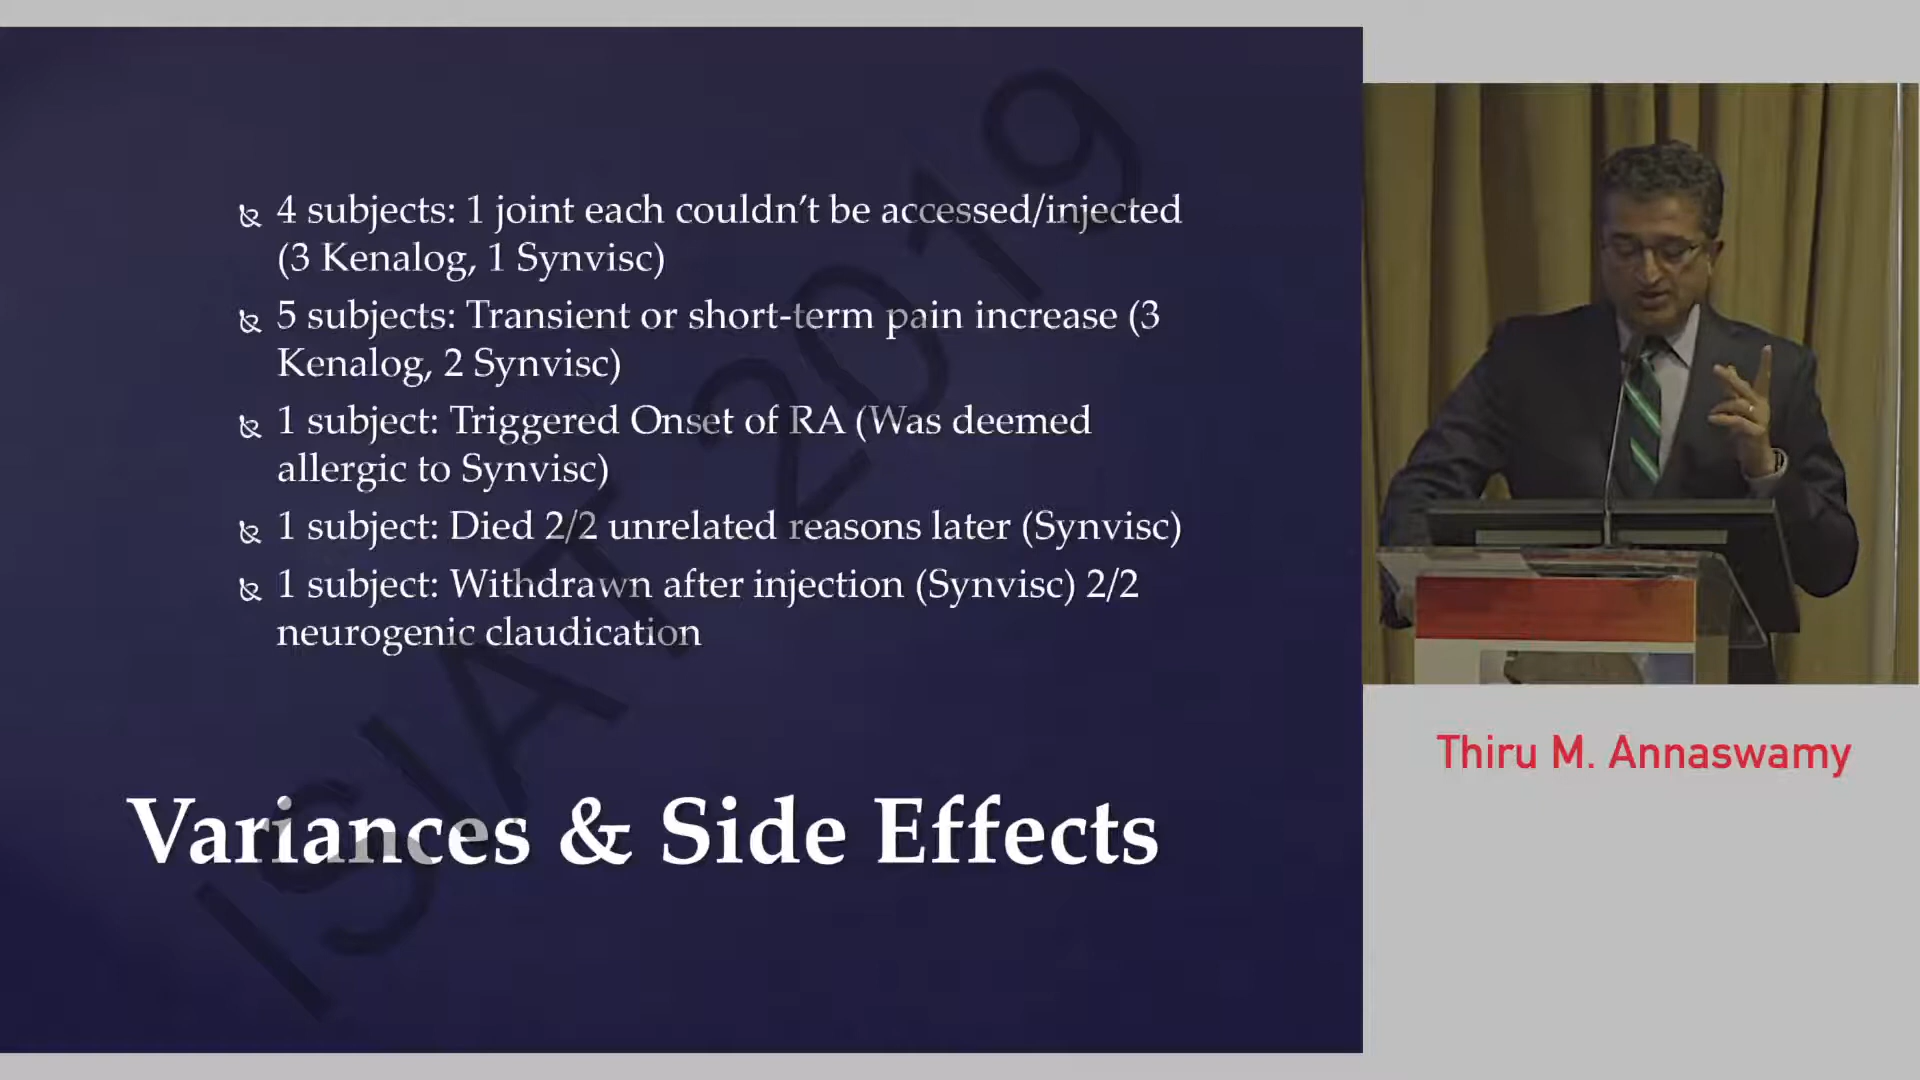 4 subjects: 1 joint each couldn’t be accessed/injected
(3 Kenalog, 1 Synvisc)
5 subjects: Transient or short-term pain increase (3
Kenalog, 2 Synvisc)
1 subject: Triggered Onset of RA (Was deemed
allergic to Synvisc)
1 subject: Died 2/2 unrelated reasons later (Synvisc)
1 subject: Withdrawn after injection (Synvisc) 2/2
neurogenic claudication
Variances & Side Effects
ISIAT 2019
Thiru M. Annaswamy